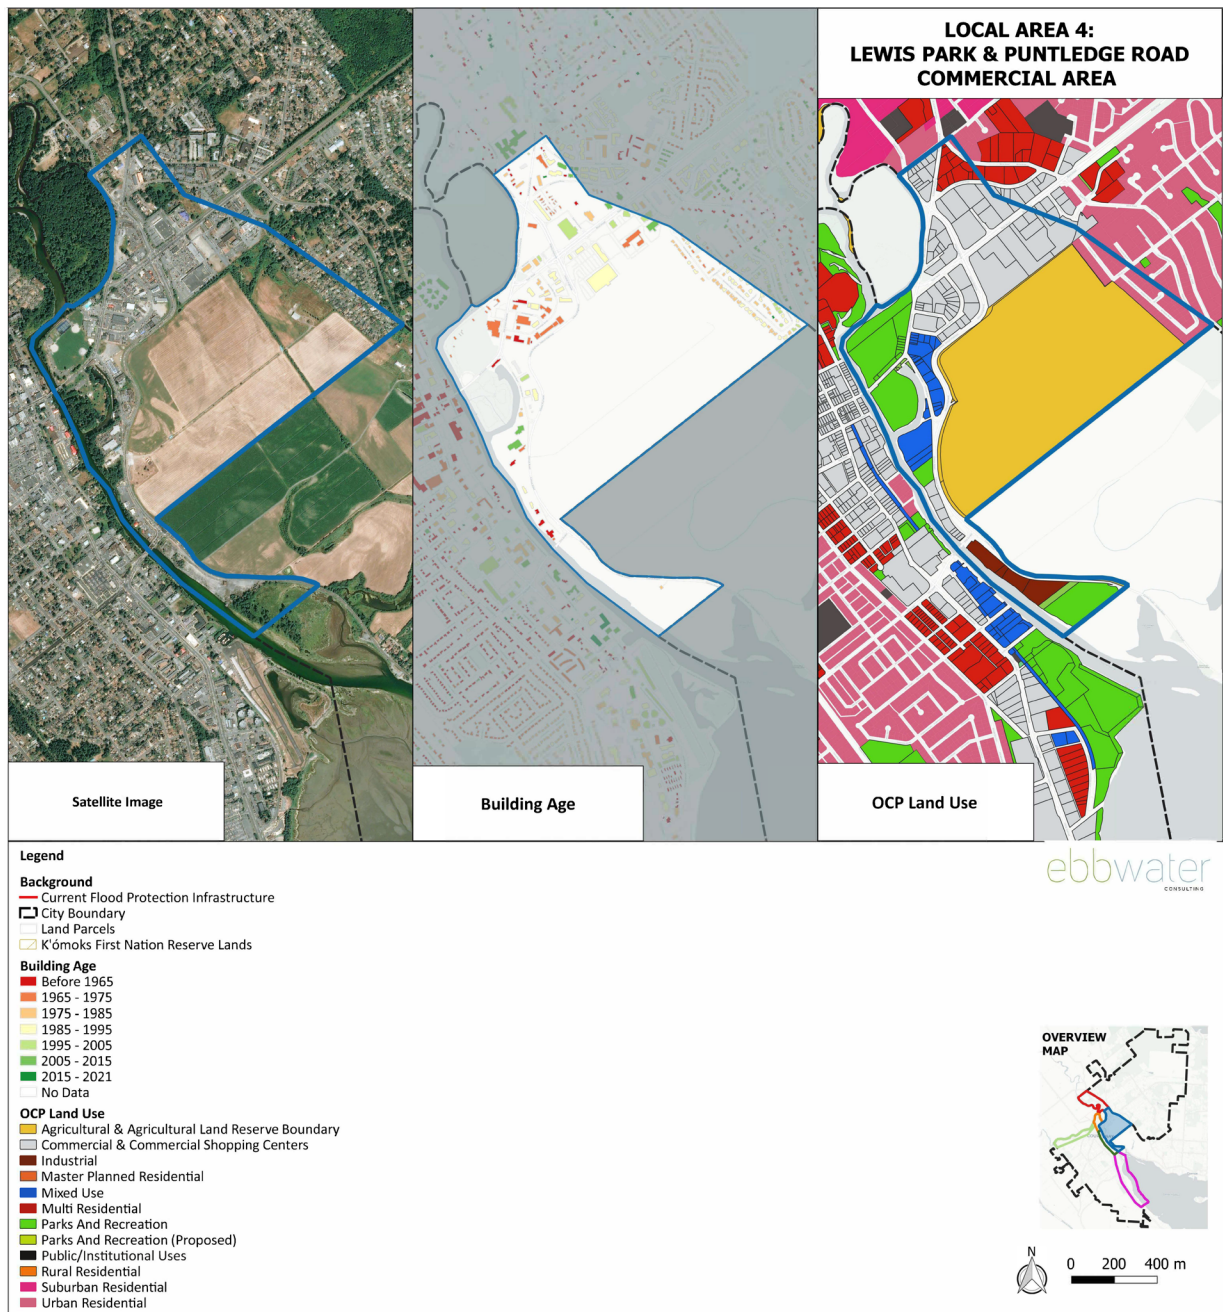 LOCAL AREA 4:
LEWIS PARK & PUNTLEDGE ROAD
COMMERCIAL AREA
Satellite Image
Building Age
OCP Land Use
Legend
Background
Current Flood Protection Infrastructure
City Boundary
Land Parcels
K'ómoks First Nation Reserve Lands
Building Age
Before 1965
1965 - 1975
1975 - 1985
1985 - 1995
1995 - 2005
2005 - 2015
2015 - 2021
No Data
OCP Land Use
Agricultural & Agricultural Land Reserve Boundary
Commercial & Commercial Shopping Centers
Industrial
Master Planned Residential
Mixed Use
Multi Residential
Parks And Recreation
Parks And Recreation (Proposed)
Public/Institutional Uses
Rural Residential
Suburban Residential
Urban Residential
ebbwater
CONSULTING
OVERVIEW
MAP
N
0 200 400 m